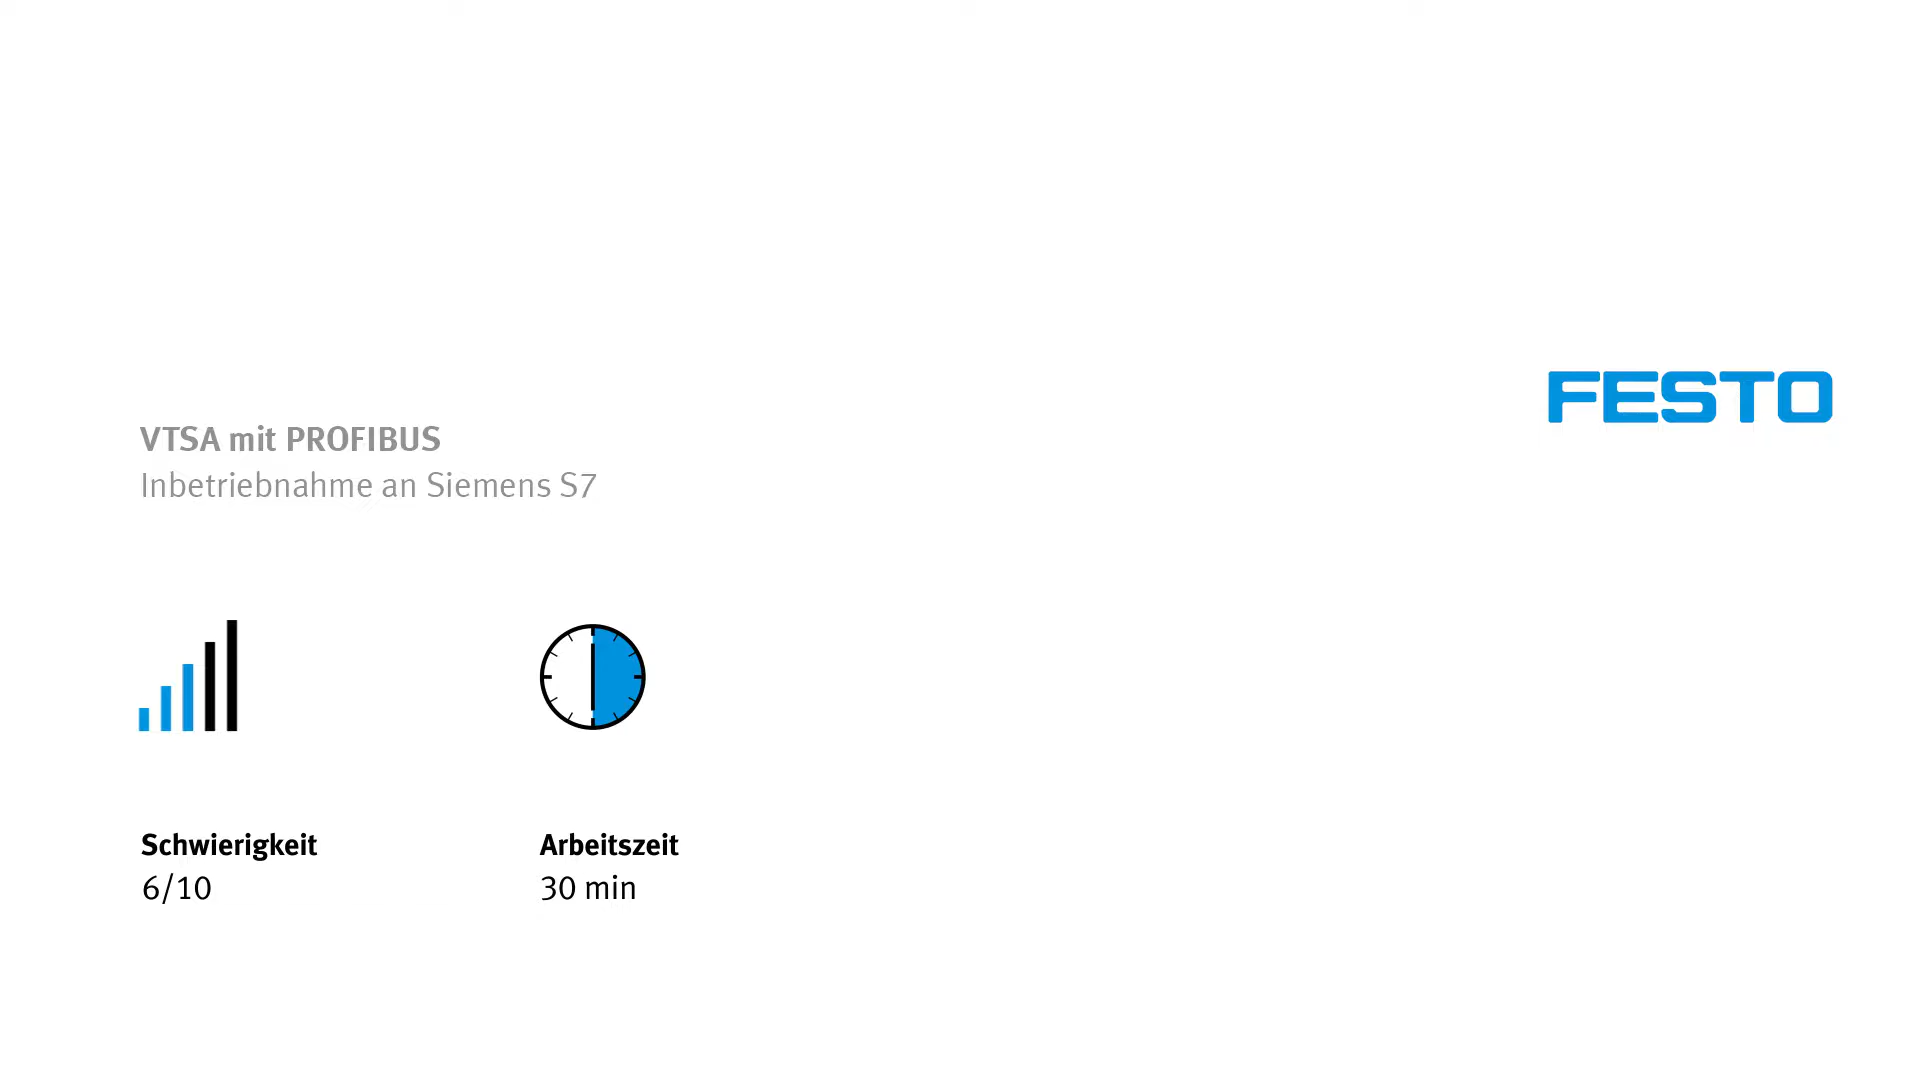 FESTO
VTSA mit PROFIBUS
Inbetriebnahme an Siemens S7
Schwierigkeit
6/10
Arbeitszeit
30 min